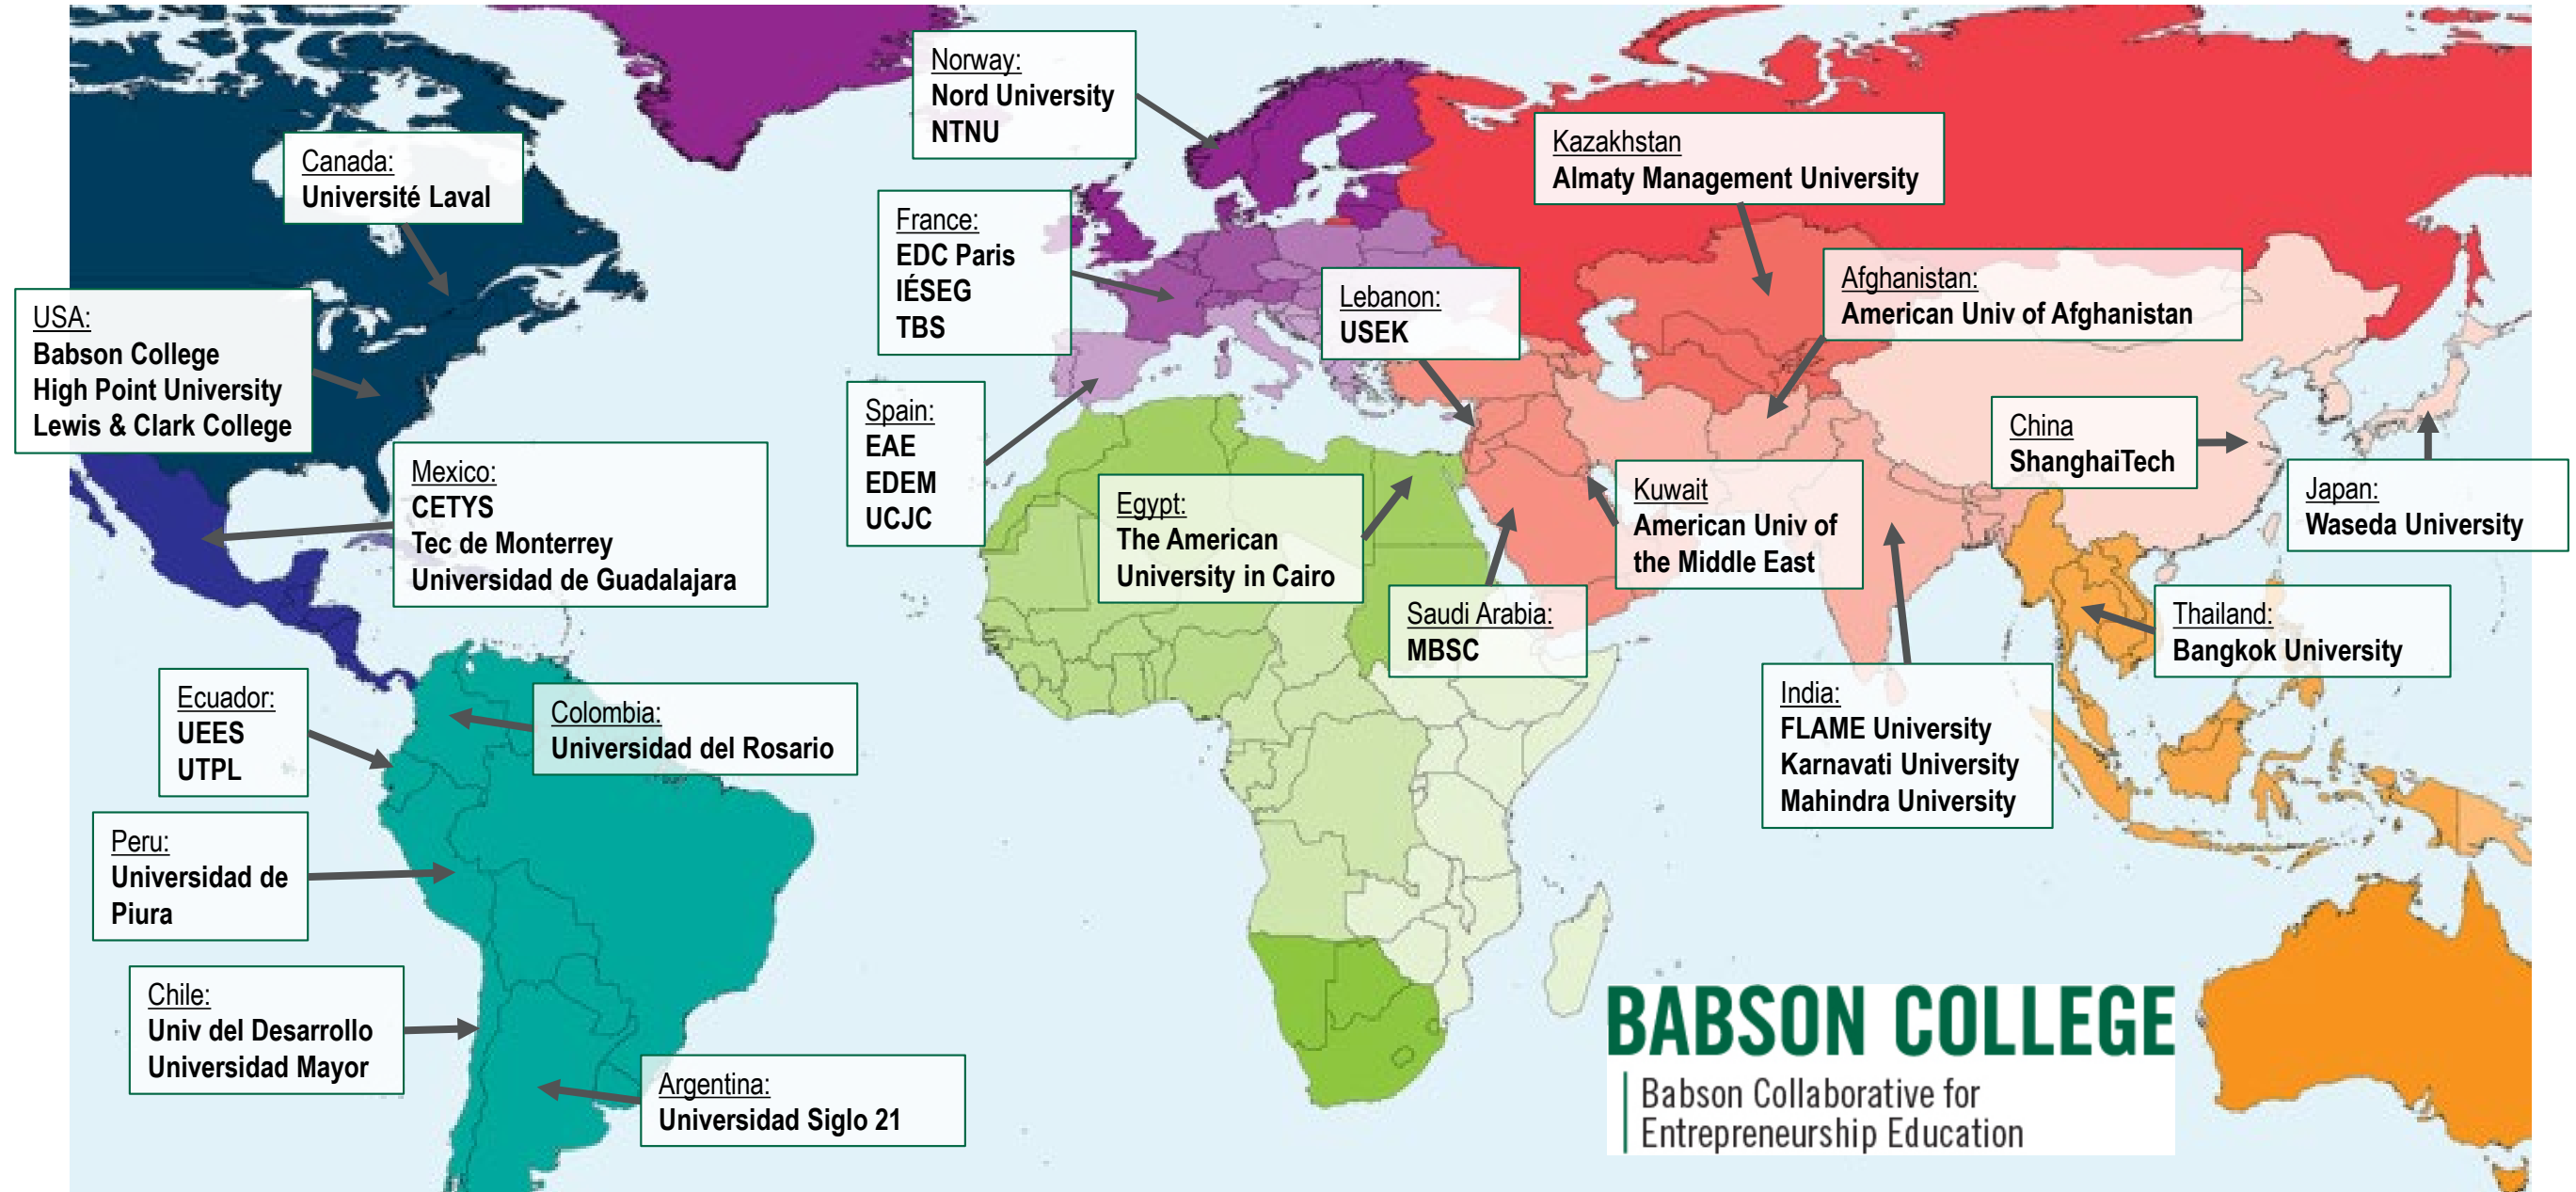 Norway:
Nord University
NTNU
Canada:
Université Laval
Kazakhstan
Almaty Management University
France:
EDC Paris
IÉSEG
TBS
USA:
Babson College
High Point University
Lewis & Clark College
Lebanon:
USEK
Afghanistan:
American Univ of Afghanistan
Spain:
EAE
EDEM
UCJC
China
ShanghaiTech
Mexico:
CETYS
Tec de Monterrey
Universidad de Guadalajara
Egypt:
The American
University in Cairo
Kuwait
American Univ of
the Middle East
Japan:
Waseda University
Saudi Arabia:
MBSC
Thailand:
Bangkok University
Ecuador:
UEES
UTPL
Colombia:
Universidad del Rosario
India:
FLAME University
Karnavati University
Mahindra University
Peru:
Universidad de
Piura
Chile:
Univ del Desarrollo
Universidad Mayor
Argentina:
Universidad Siglo 21
BABSON COLLEGE
Babson Collaborative for
Entrepreneurship Education